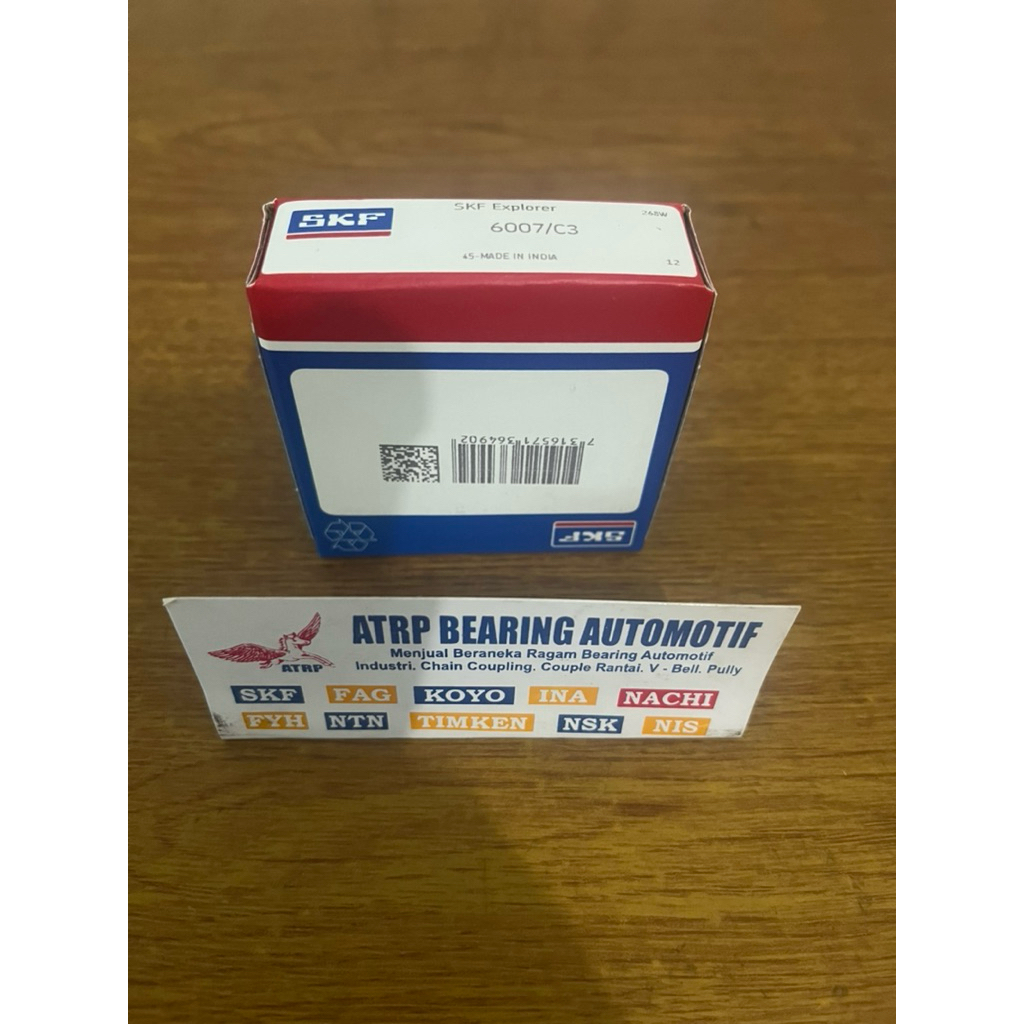 SKF
SKF Explorer
268W
6007/C3
45-MADE IN INDIA
12
7 316571 364902
SKF
ATRP BEARING AUTOMOTIF
Menjual Beraneka Ragam Bearing Automotif
Industri. Chain Coupling. Couple Rantai. V - Bell. Pully
ATRP
SKF FAG KOYO INA NACHI
FYH NTN TIMKEN NSK NIS